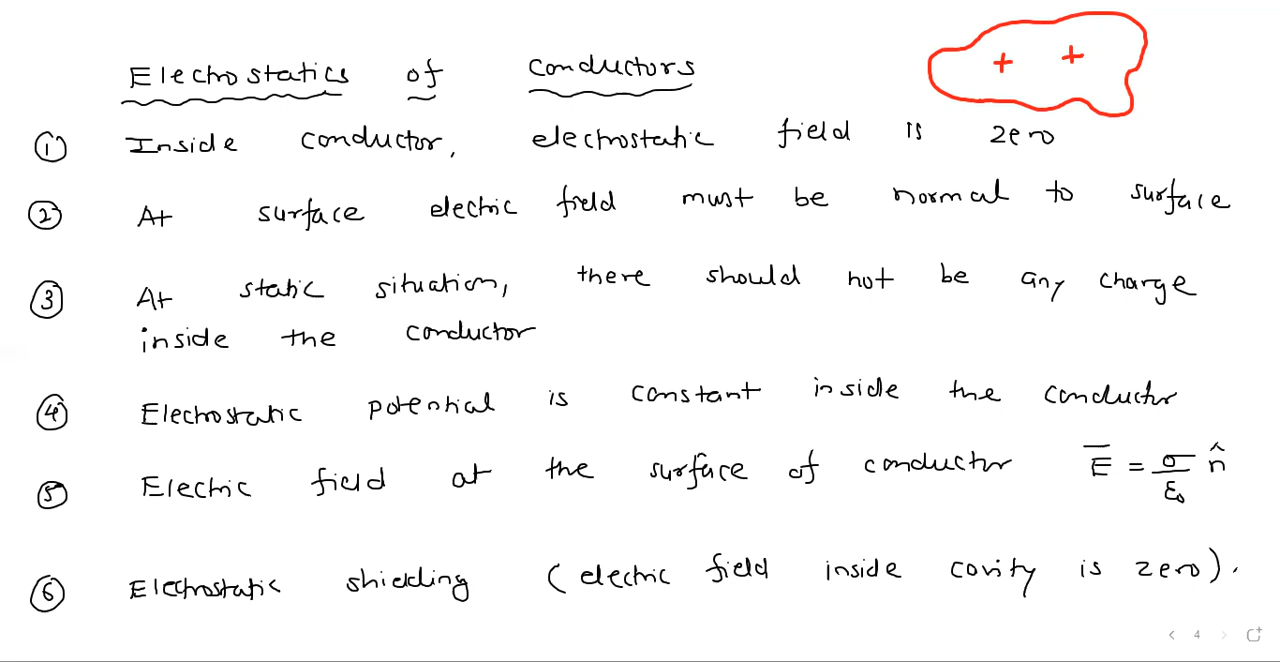 Electrostatics of conductors
+ +
① Inside conductor, electrostatic field is zero
② At surface electric field must be normal to surface
③ At static situation, there should not be any charge
inside the conductor
④ Electrostatic potential is constant inside the conductor
⑤ Electric field at the surface of conductor E̅ = σ/ε₀ n̂
⑥ Electrostatic shielding (electric field inside cavity is zero).
< 4 >